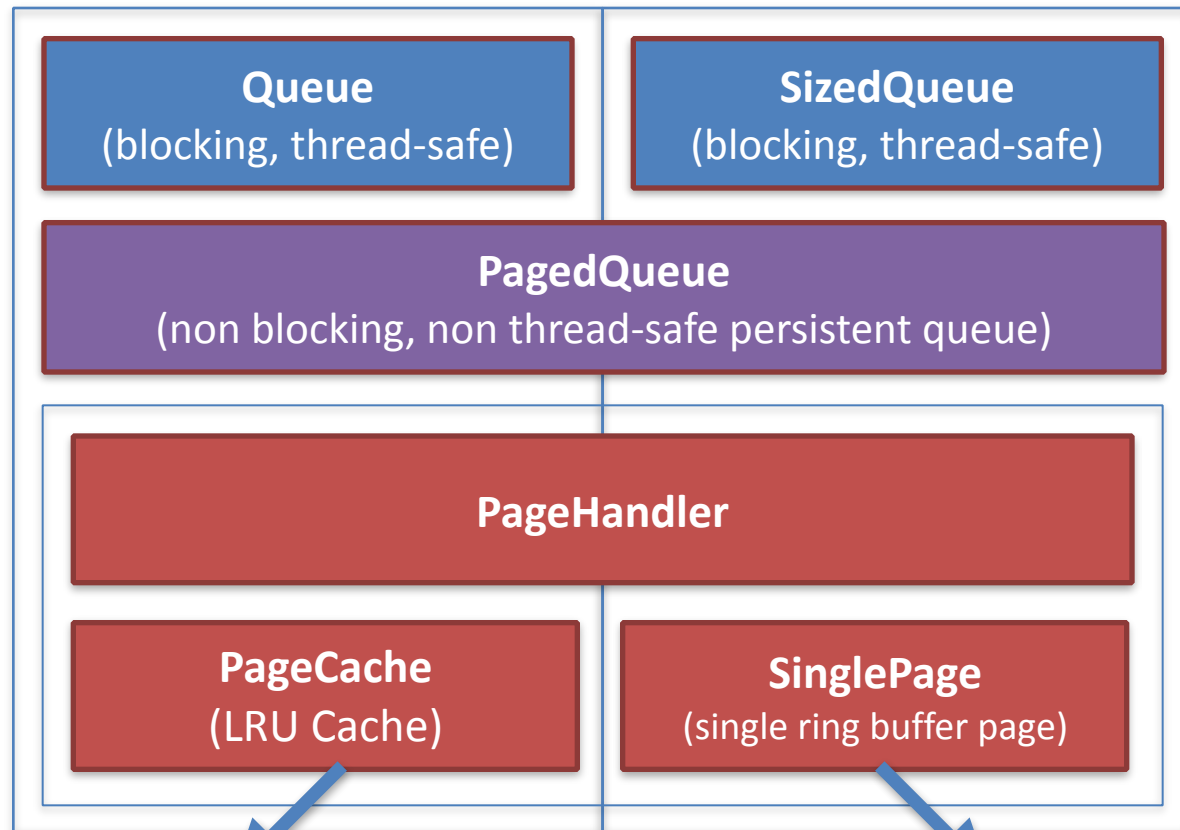 Queue
(blocking, thread-safe)
SizedQueue
(blocking, thread-safe)
PagedQueue
(non blocking, non thread-safe persistent queue)
PageHandler
PageCache
(LRU Cache)
SinglePage
(single ring buffer page)